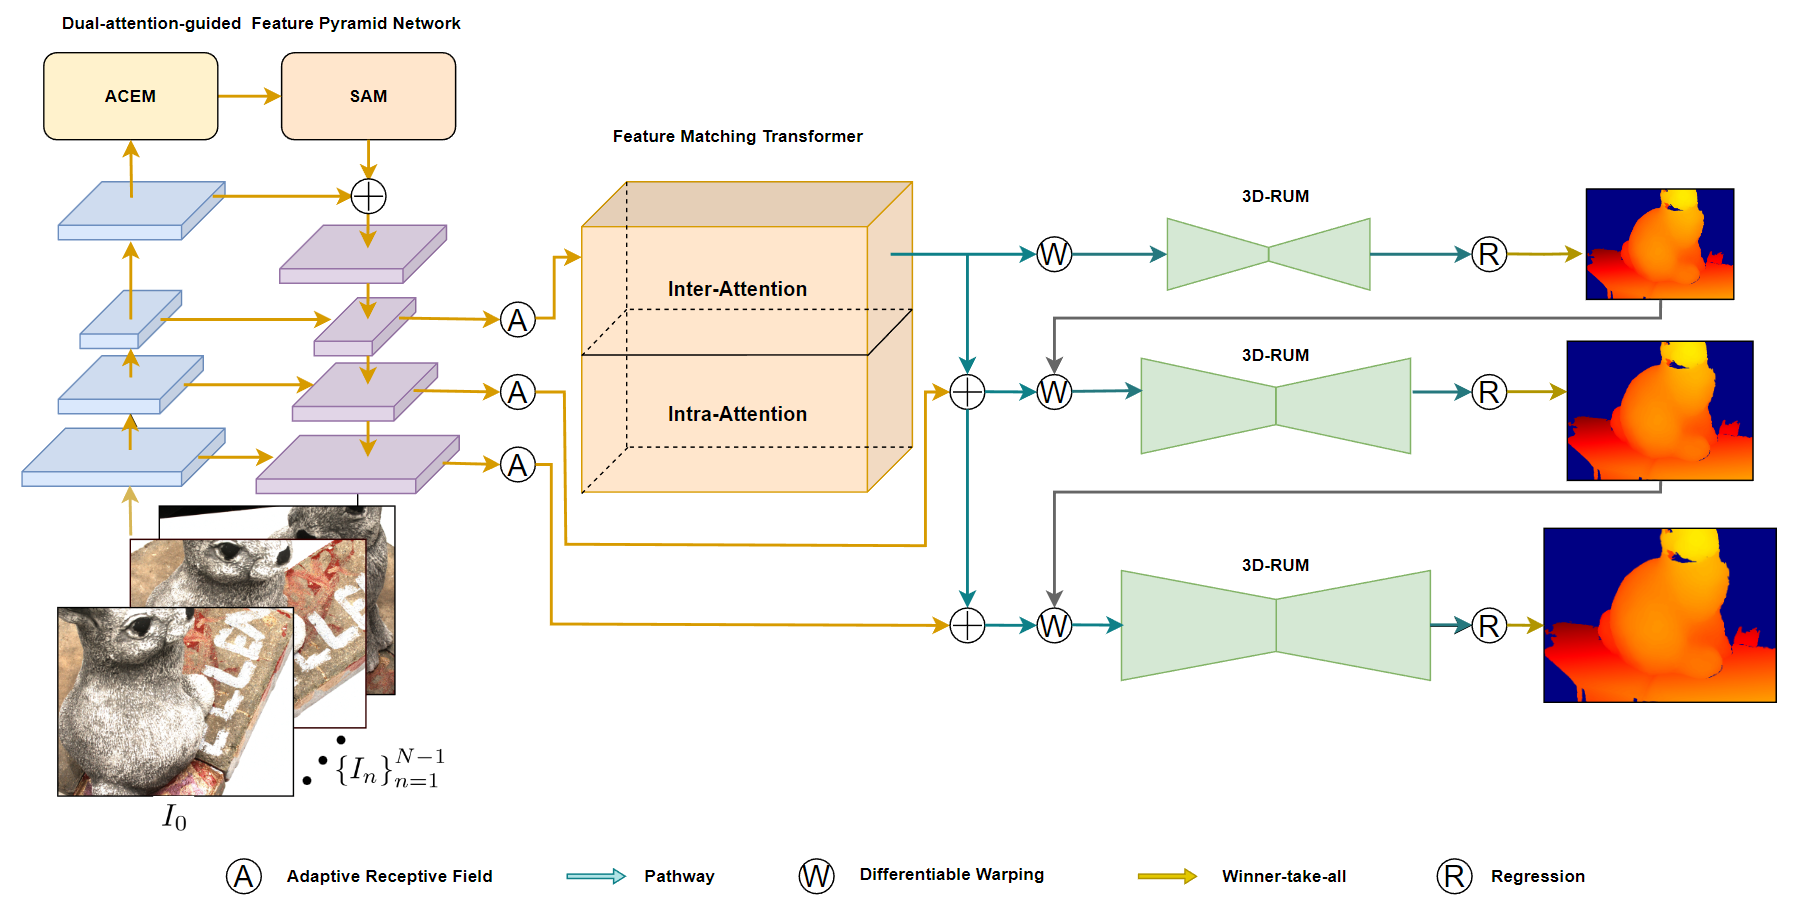 Dual-attention-guided Feature Pyramid Network
ACEM
SAM
Feature Matching Transformer
Inter-Attention
Intra-Attention
A
A
A
W
3D-RUM
R
W
3D-RUM
R
W
3D-RUM
R
$\{I_n\}_{n=1}^{N-1}$
$I_0$
A Adaptive Receptive Field
Pathway
W Differentiable Warping
Winner-take-all
R Regression